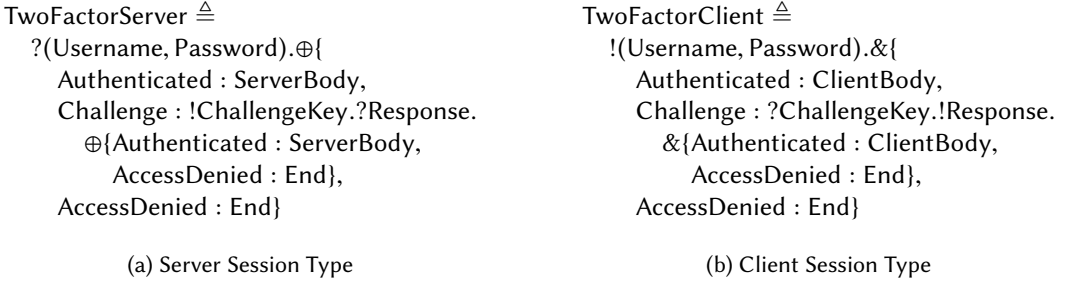 TwoFactorServer ≜
?(Username, Password).⊕{
Authenticated : ServerBody,
Challenge : !ChallengeKey.?Response.
⊕{Authenticated : ServerBody,
AccessDenied : End},
AccessDenied : End}
(a) Server Session Type
TwoFactorClient ≜
!(Username, Password).&{
Authenticated : ClientBody,
Challenge : ?ChallengeKey.!Response.
&{Authenticated : ClientBody,
AccessDenied : End},
AccessDenied : End}
(b) Client Session Type